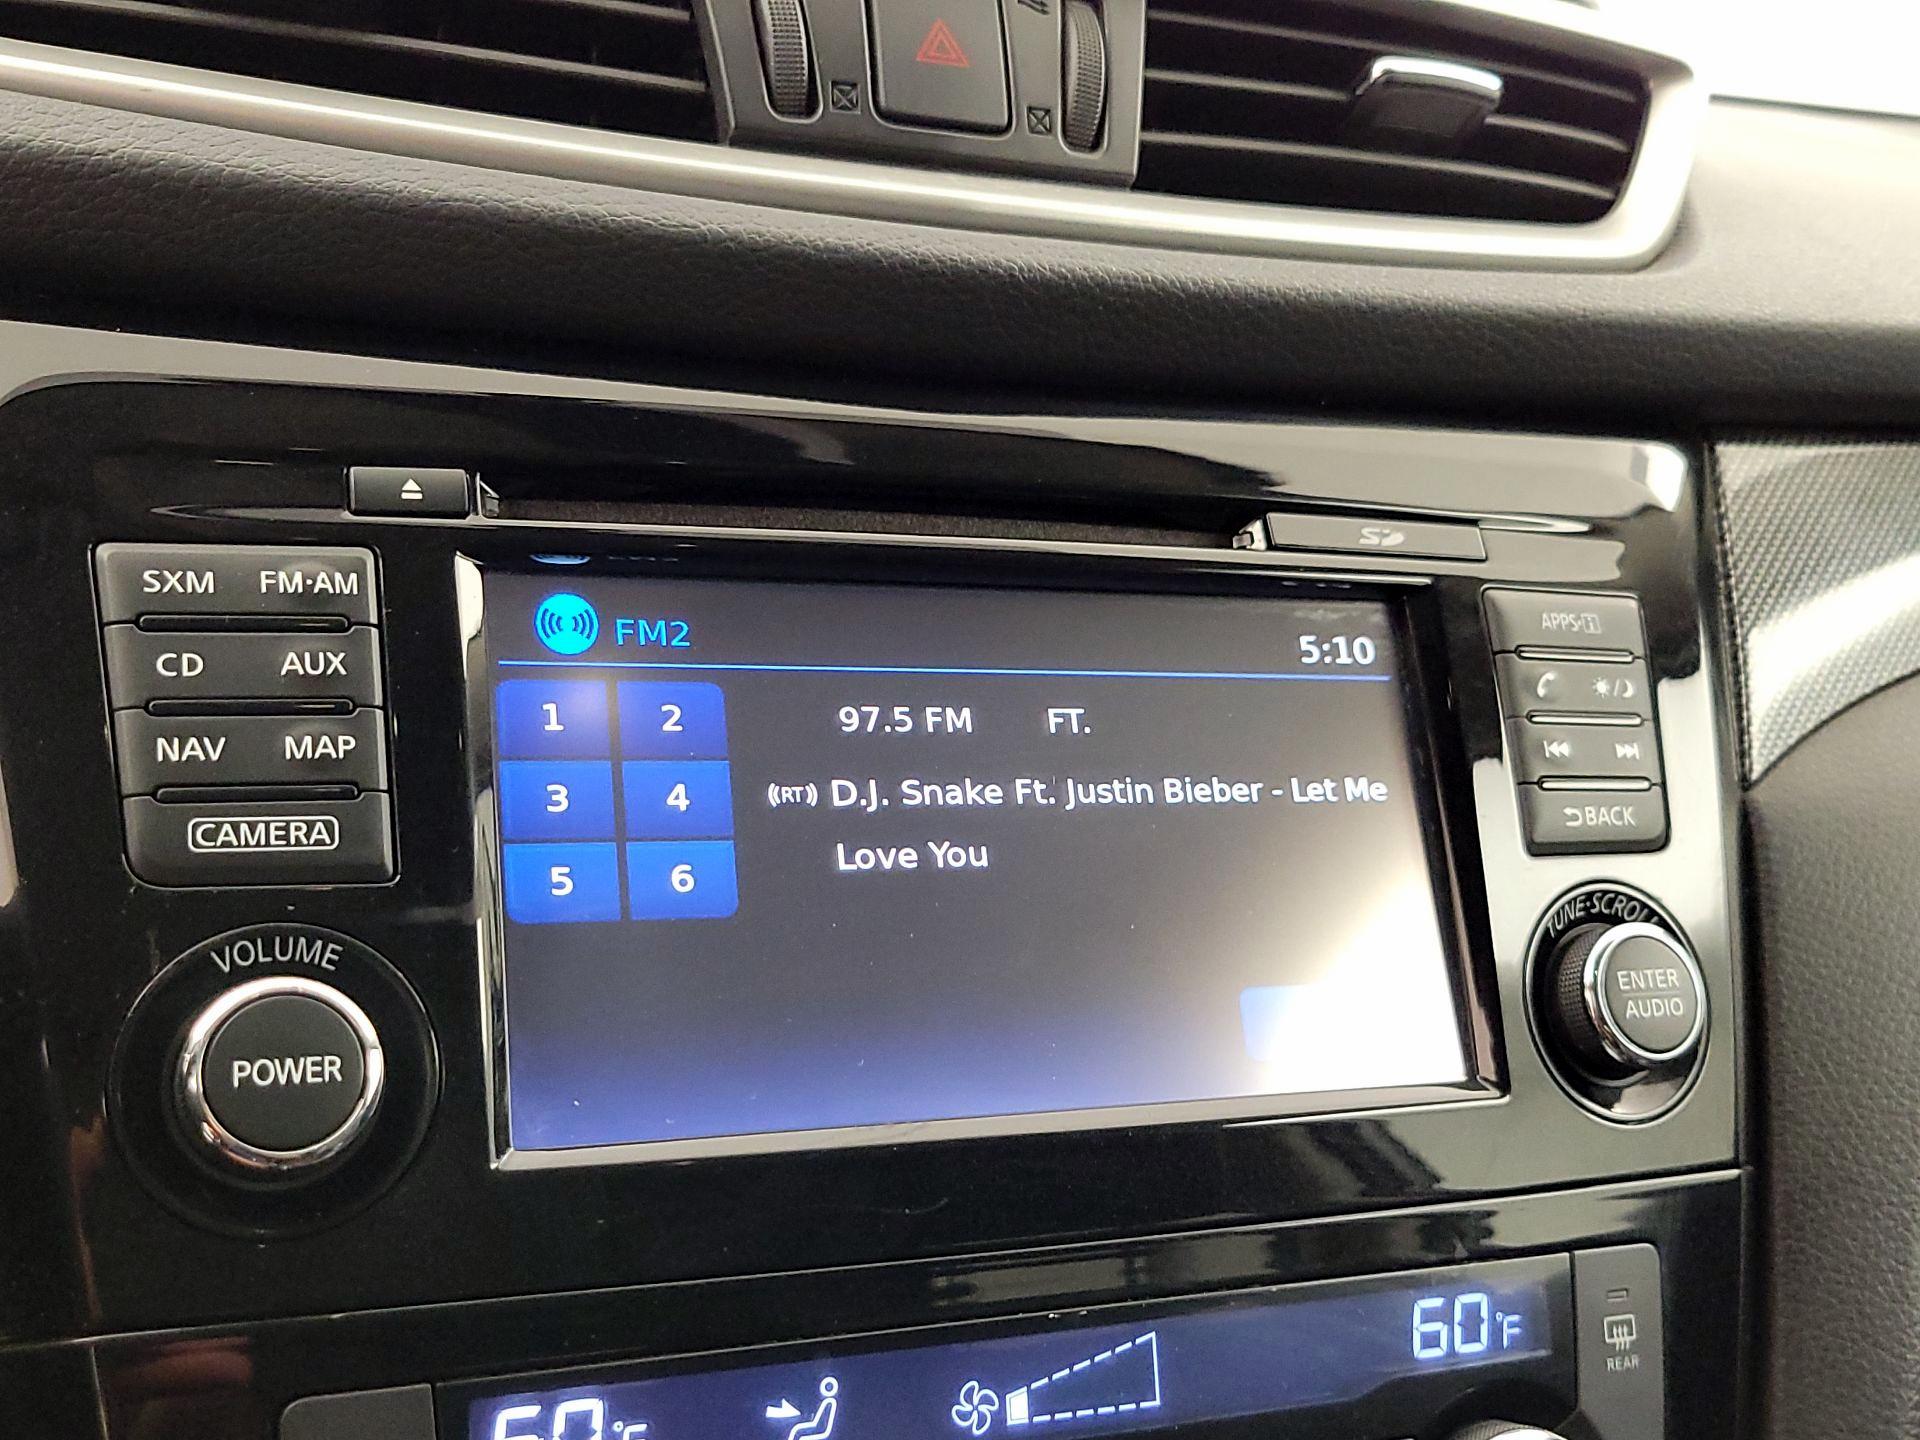 SD
SXM FM·AM
CD AUX
NAV MAP
CAMERA
VOLUME
POWER
FM2
5:10
1 2
3 4
5 6
97.5 FM FT.
((RT)) D.J. Snake Ft. Justin Bieber - Let Me
Love You
APPS·i
BACK
TUNE·SCROLL
ENTER
AUDIO
60°F
60°F
REAR